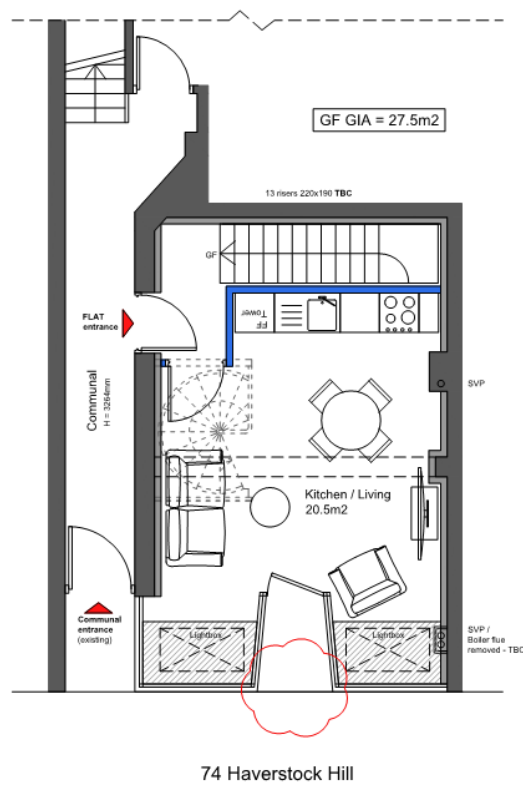 GF GIA = 27.5m2
13 risers 220x190 TBC
GF
FF
Tower
FLAT
entrance
Communal
H = 3264mm
SVP
Kitchen / Living
20.5m2
Communal
entrance
(existing)
Lightbox
Lightbox
SVP /
Boiler flue
removed - TBC
74 Haverstock Hill